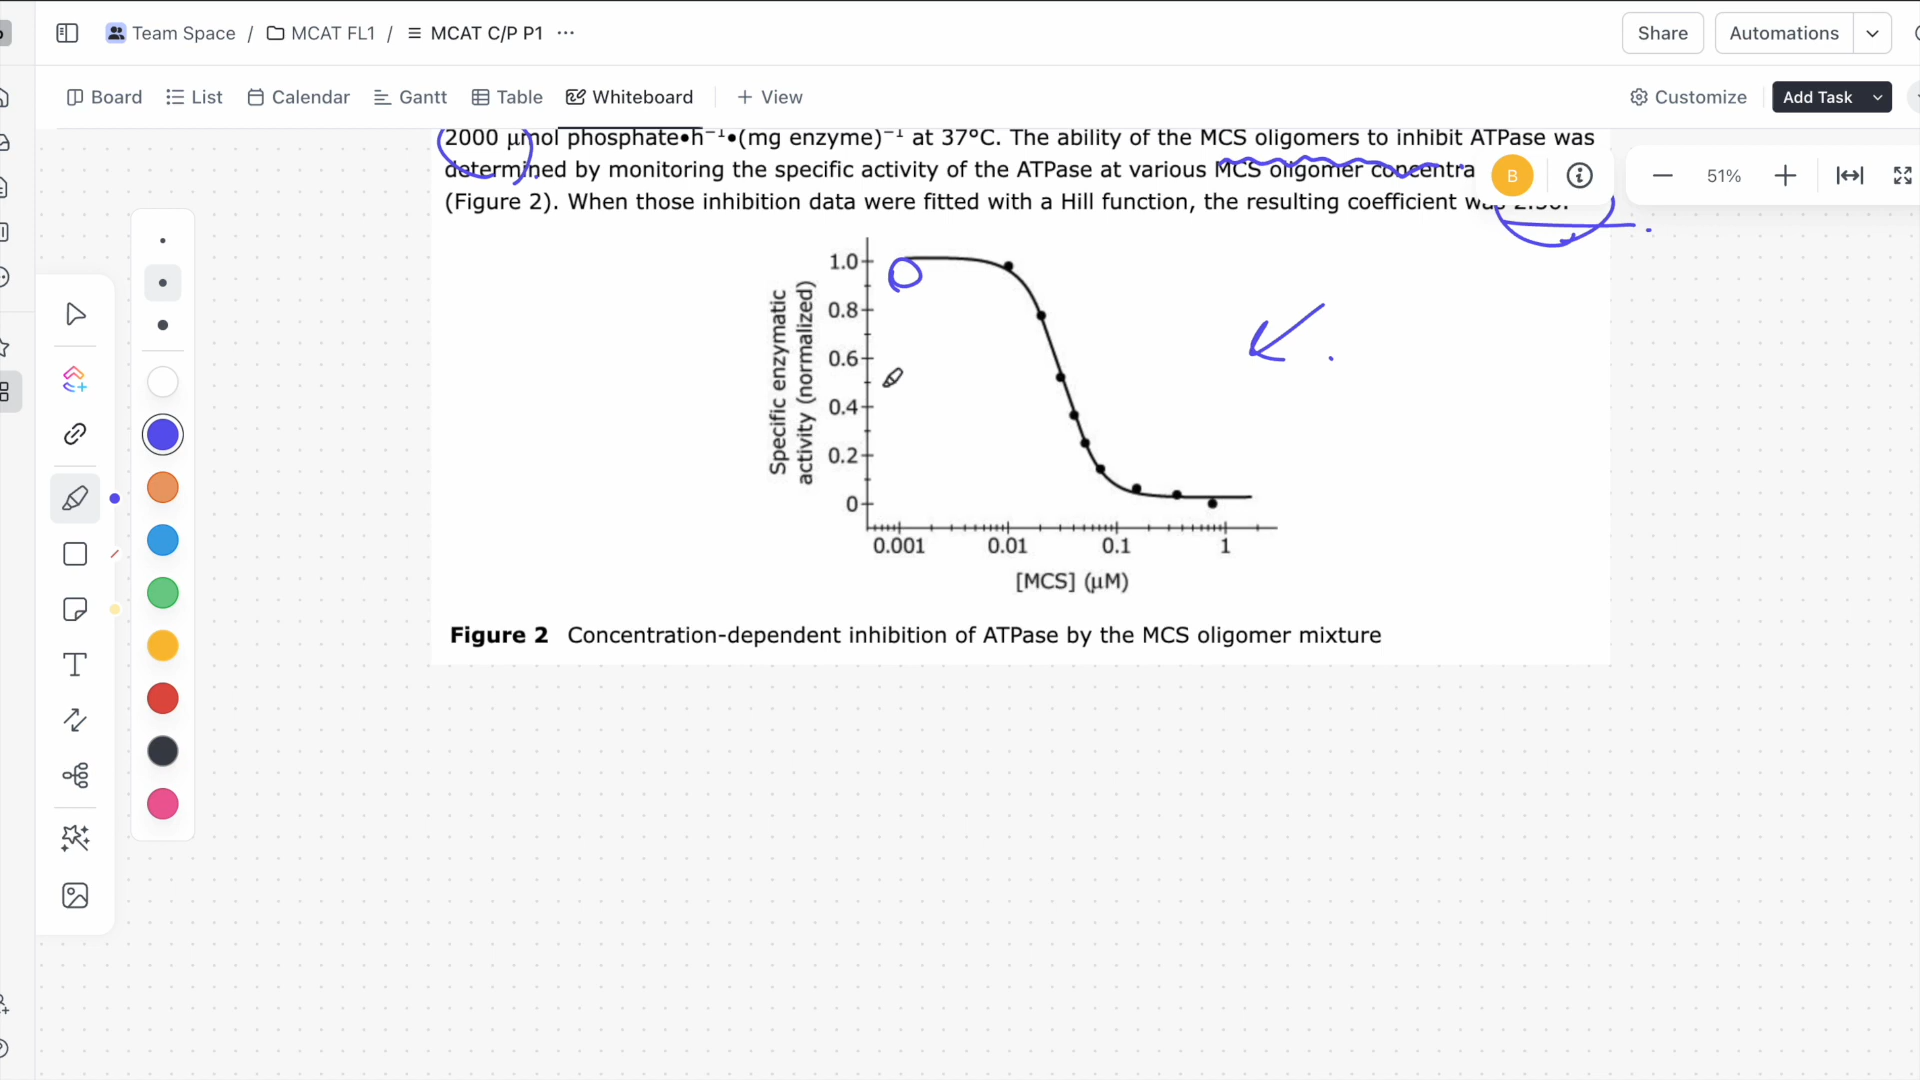 Team Space / MCAT FL1 / MCAT C/P P1 ···
Share
Automations
Board
List
Calendar
Gantt
Table
Whiteboard
+ View
Customize
Add Task
2000 µmol phosphate•h⁻¹•(mg enzyme)⁻¹ at 37°C. The ability of the MCS oligomers to inhibit ATPase was
determined by monitoring the specific activity of the ATPase at various MCS oligomer concentra
(Figure 2). When those inhibition data were fitted with a Hill function, the resulting coefficient was
B
51%
Specific enzymatic
activity (normalized)
1.0
0.8
0.6
0.4
0.2
0
0.001
0.01
0.1
1
[MCS] (µM)
Figure 2 Concentration-dependent inhibition of ATPase by the MCS oligomer mixture
T